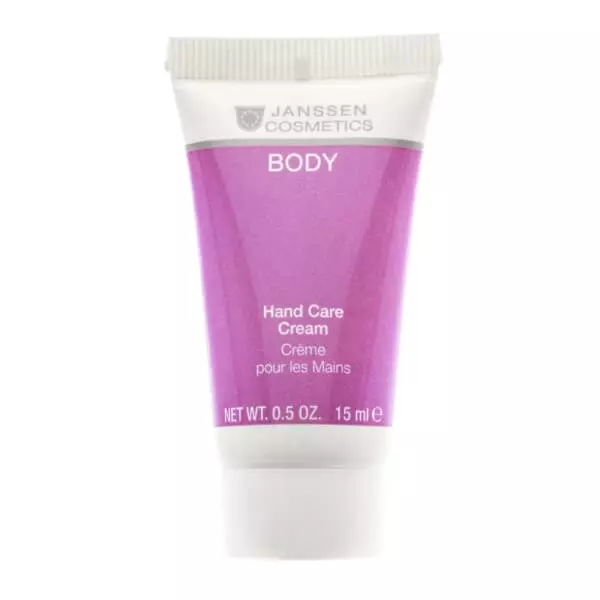 JANSSEN
COSMETICS
BODY
Hand Care
Cream
Crème
pour les Mains
NET WT. 0.5 OZ. 15 ml ℮